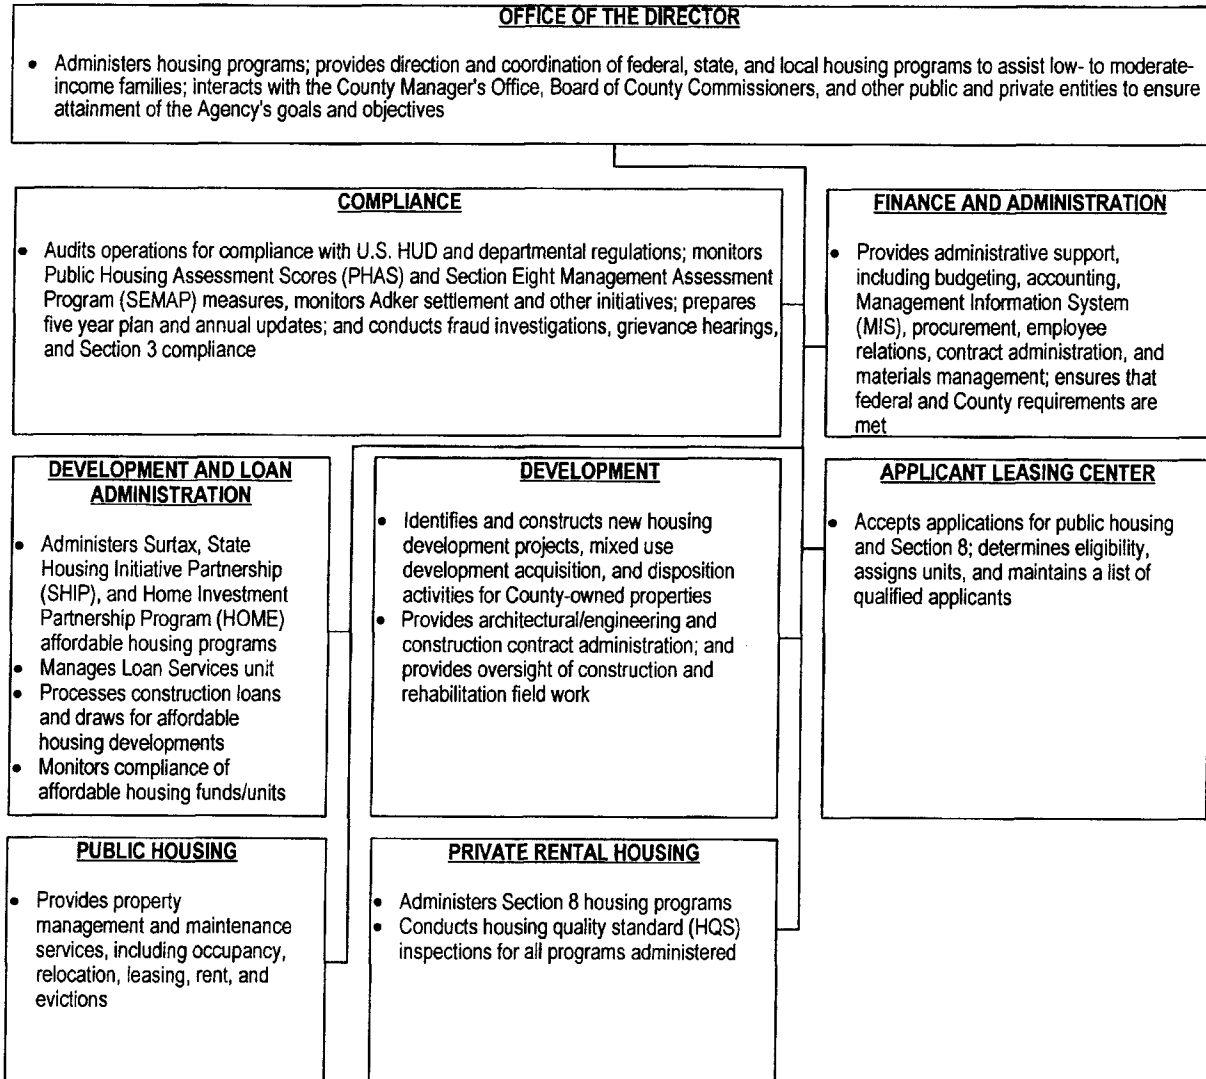 OFFICE OF THE DIRECTOR
• Administers housing programs; provides direction and coordination of federal, state, and local housing programs to assist low- to moderate-
income families; interacts with the County Manager's Office, Board of County Commissioners, and other public and private entities to ensure
attainment of the Agency's goals and objectives
COMPLIANCE
• Audits operations for compliance with U.S. HUD and departmental regulations; monitors
Public Housing Assessment Scores (PHAS) and Section Eight Management Assessment
Program (SEMAP) measures, monitors Adker settlement and other initiatives; prepares
five year plan and annual updates; and conducts fraud investigations, grievance hearings,
and Section 3 compliance
FINANCE AND ADMINISTRATION
• Provides administrative support,
including budgeting, accounting,
Management Information System
(MIS), procurement, employee
relations, contract administration, and
materials management; ensures that
federal and County requirements are
met
DEVELOPMENT AND LOAN
ADMINISTRATION
• Administers Surtax, State
Housing Initiative Partnership
(SHIP), and Home Investment
Partnership Program (HOME)
affordable housing programs
• Manages Loan Services unit
• Processes construction loans
and draws for affordable
housing developments
• Monitors compliance of
affordable housing funds/units
DEVELOPMENT
• Identifies and constructs new housing
development projects, mixed use
development acquisition, and disposition
activities for County-owned properties
• Provides architectural/engineering and
construction contract administration; and
provides oversight of construction and
rehabilitation field work
APPLICANT LEASING CENTER
• Accepts applications for public housing
and Section 8; determines eligibility,
assigns units, and maintains a list of
qualified applicants
PUBLIC HOUSING
• Provides property
management and maintenance
services, including occupancy,
relocation, leasing, rent, and
evictions
PRIVATE RENTAL HOUSING
• Administers Section 8 housing programs
• Conducts housing quality standard (HQS)
inspections for all programs administered